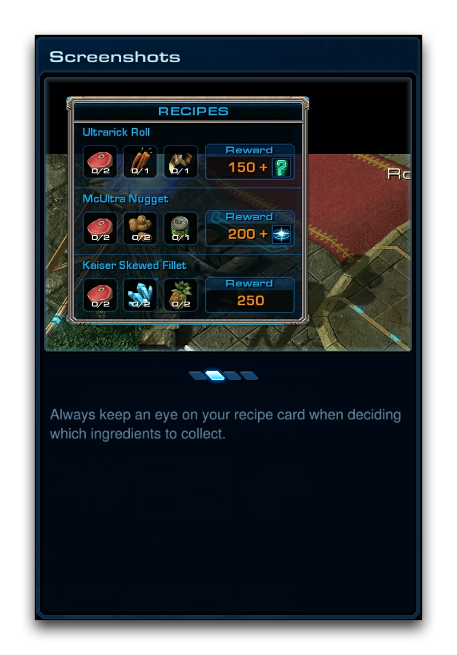 Screenshots
RECIPES
Ultrarick Roll
0/2 0/1 0/1
Reward
150 +
Ro
McUltra Nugget
0/2 0/2 0/1
Reward
200 +
Kaiser Skewed Fillet
0/2 0/2 0/2
Reward
250
Always keep an eye on your recipe card when deciding
which ingredients to collect.